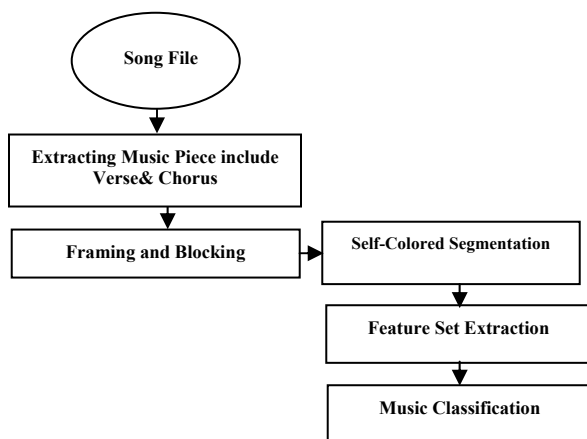 Song File
Extracting Music Piece include
Verse& Chorus
Framing and Blocking
Self-Colored Segmentation
Feature Set Extraction
Music Classification